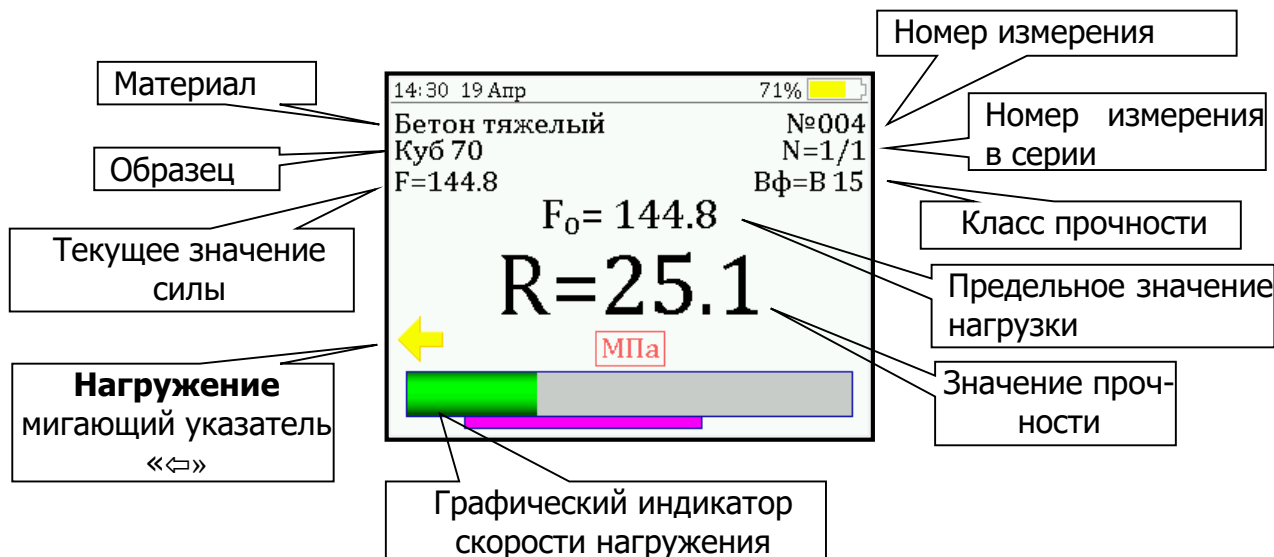 Номер измерения
Материал
14:30 19 Апр 71%
Бетон тяжелый №004
Номер измерения
в серии
Куб 70 N=1/1
Образец
F=144.8 Вф=В 15
Класс прочности
F₀= 144.8
Текущее значение
силы
R=25.1
Предельное значение
нагрузки
МПа
Нагружение
мигающий указатель
«⇦»
Значение проч-
ности
Графический индикатор
скорости нагружения